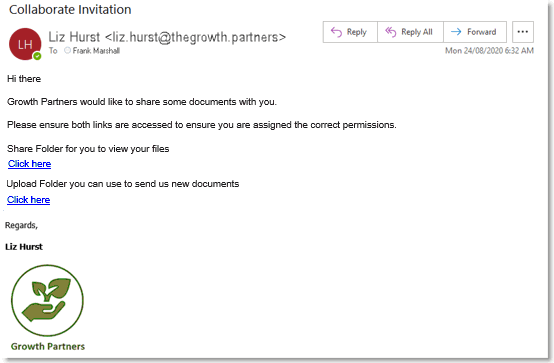 Collaborate Invitation
LH
Liz Hurst <liz.hurst@thegrowth.partners>
To Frank Marshall
Reply
Reply All
Forward
...
Mon 24/08/2020 6:32 AM
Hi there
Growth Partners would like to share some documents with you.
Please ensure both links are accessed to ensure you are assigned the correct permissions.
Share Folder for you to view your files
Click here
Upload Folder you can use to send us new documents
Click here
Regards,
Liz Hurst
Growth Partners